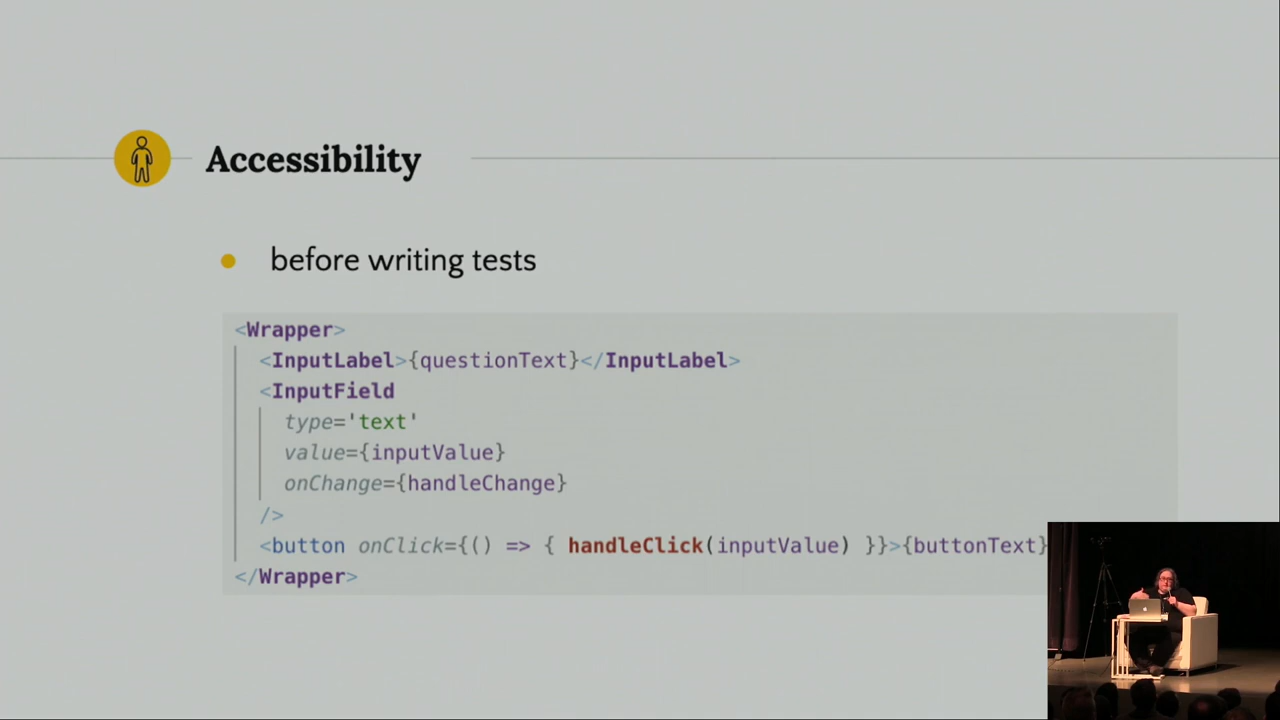 Accessibility
before writing tests
<Wrapper>
<InputLabel>{questionText}</InputLabel>
<InputField
type='text'
value={inputValue}
onChange={handleChange}
/>
<button onClick={() => { handleClick(inputValue) }}>{buttonText}
</Wrapper>